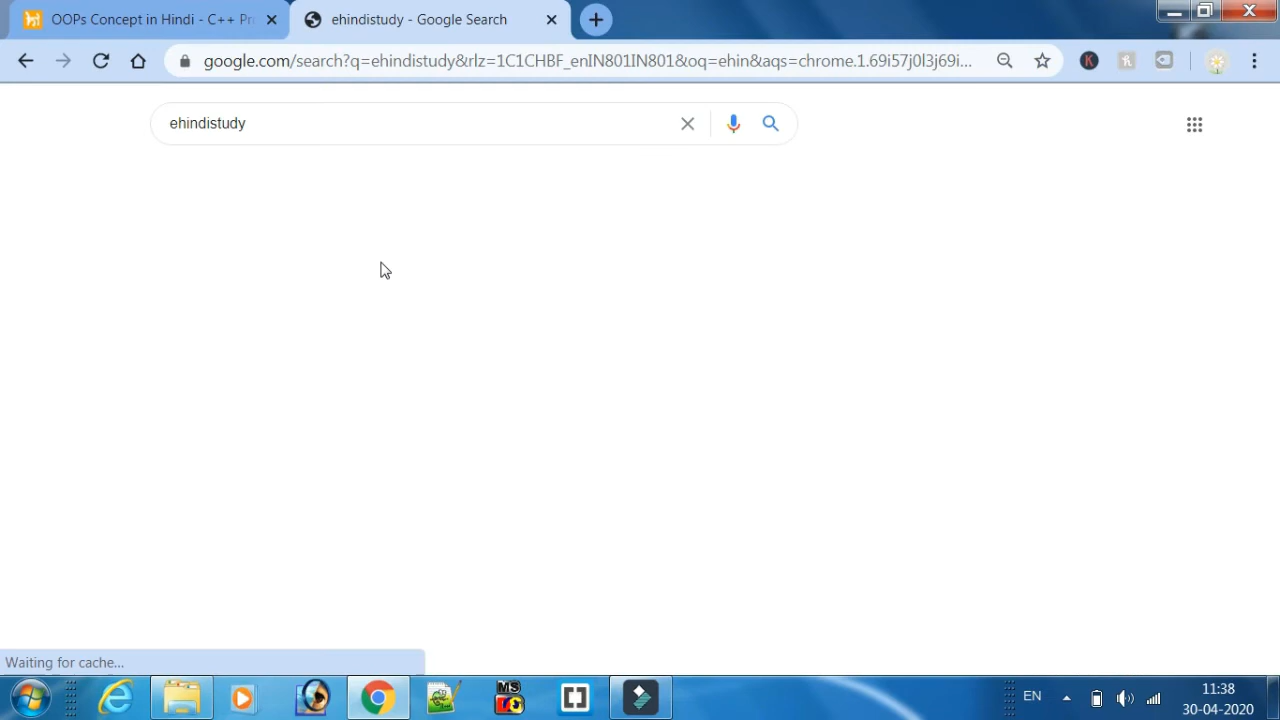 OOPs Concept in Hindi - C++ Pr
ehindistudy - Google Search
google.com/search?q=ehindistudy&rlz=1C1CHBF_enIN801IN801&oq=ehin&aqs=chrome.1.69i57j0l3j69i...
K
ehindistudy
Waiting for cache...
MS
EN
11:38
30-04-2020